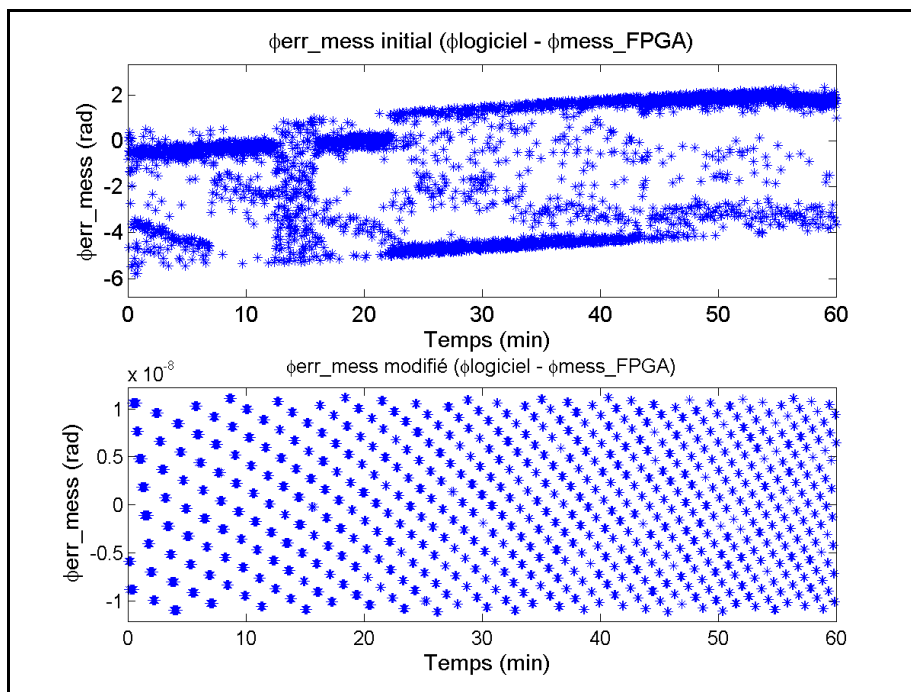 ϕerr_mess initial (ϕlogiciel - ϕmess_FPGA)
ϕerr_mess (rad)
2
0
-2
-4
-6
0 10 20 30 40 50 60
Temps (min)
ϕerr_mess modifié (ϕlogiciel - ϕmess_FPGA)
x 10^-8
ϕerr_mess (rad)
1
0.5
0
-0.5
-1
0 10 20 30 40 50 60
Temps (min)